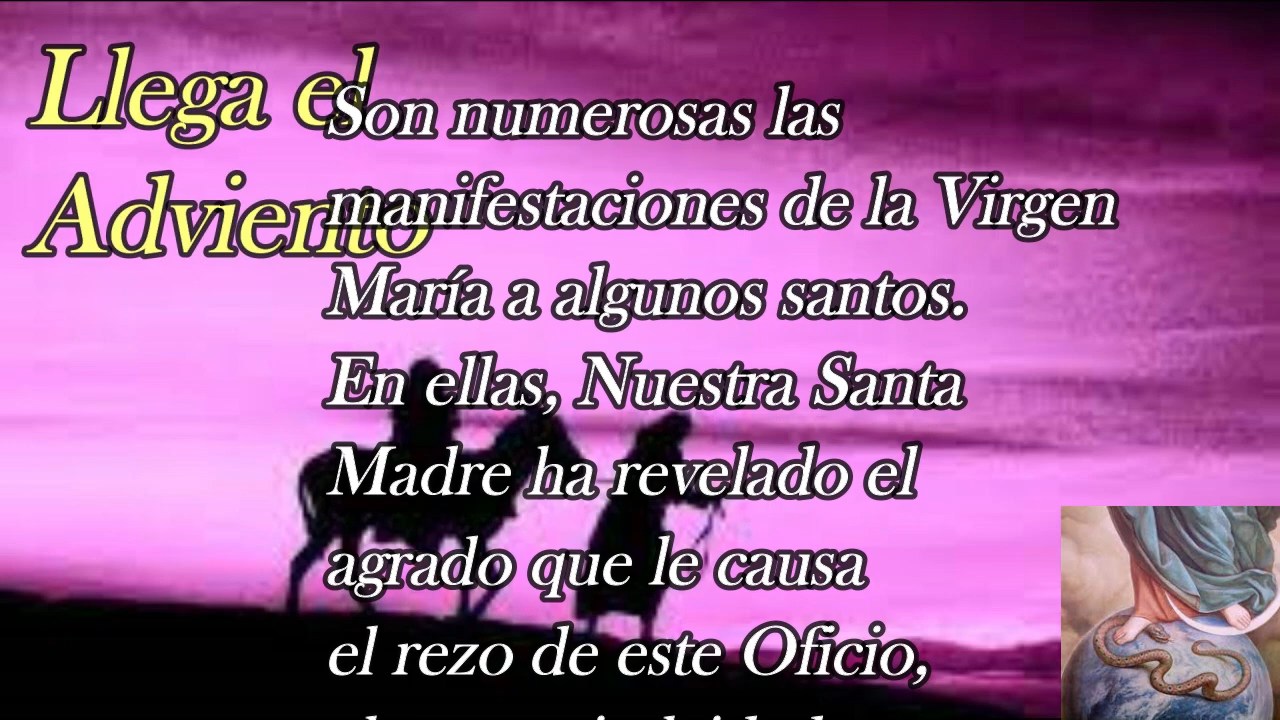 Llega el
Adviento
Son numerosas las
manifestaciones de la Virgen
María a algunos santos.
En ellas, Nuestra Santa
Madre ha revelado el
agrado que le causa
el rezo de este Oficio,